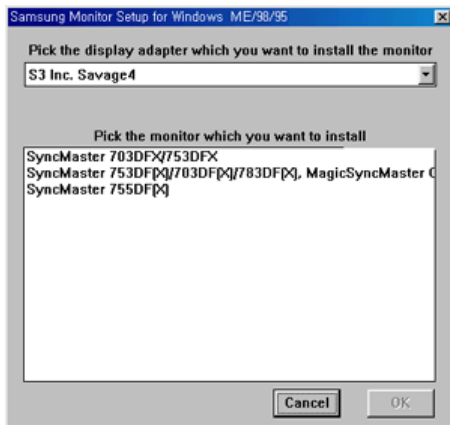 Samsung Monitor Setup for Windows ME/98/95
Pick the display adapter which you want to install the monitor
S3 Inc. Savage4
Pick the monitor which you want to install
SyncMaster 703DFX/753DFX
SyncMaster 753DF(X)/703DF(X)/783DF(X), MagicSyncMaster
SyncMaster 755DF(X)
Cancel
OK